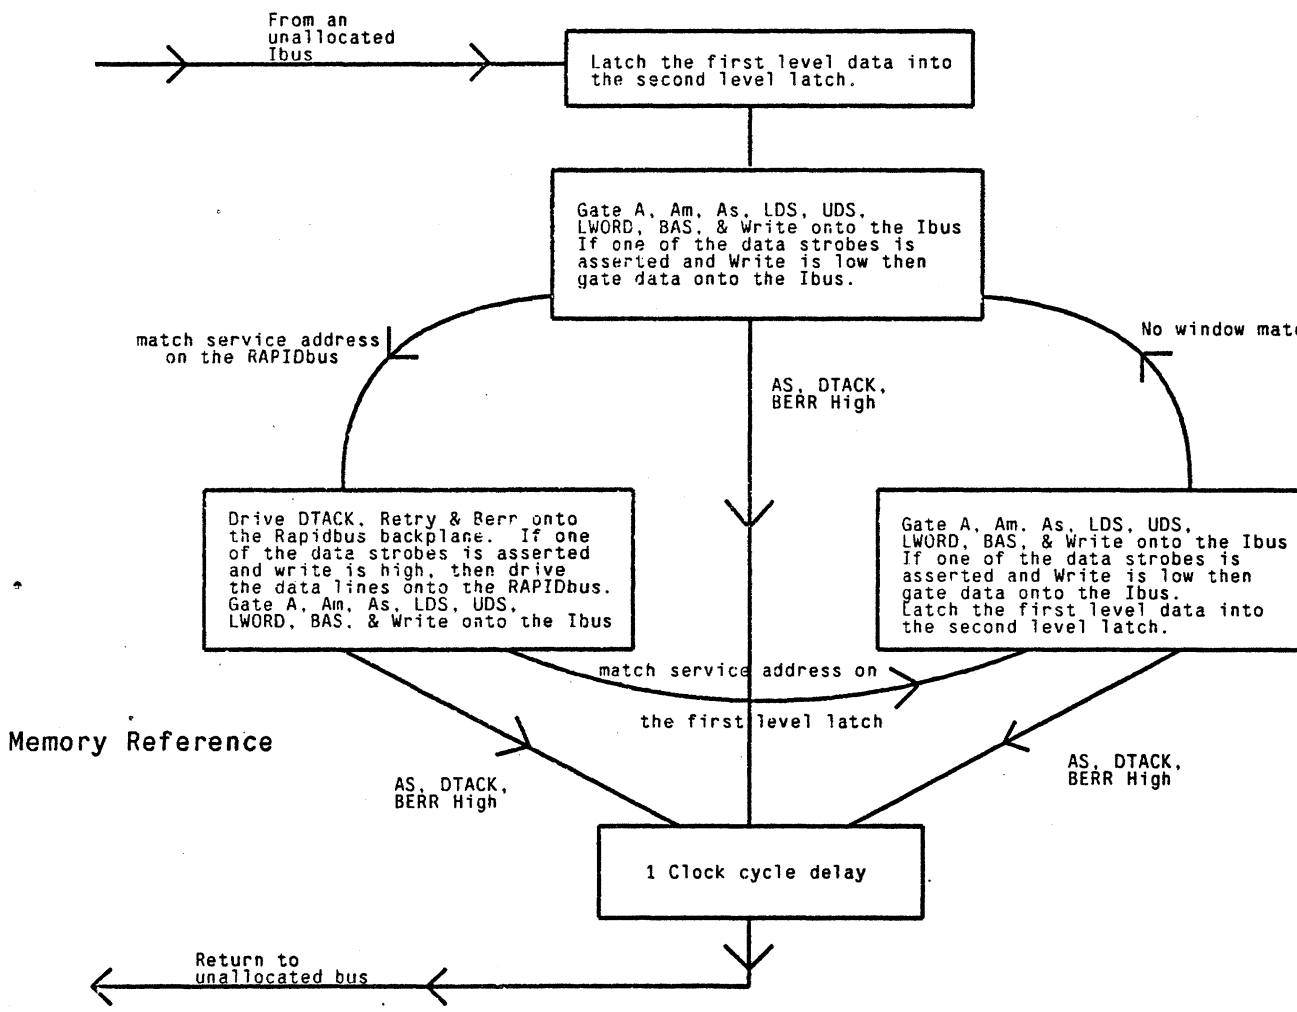 From an
unallocated
Ibus
Latch the first level data into
the second level latch.
Gate A, Am, As, LDS, UDS,
LWORD, BAS, & Write onto the Ibus
If one of the data strobes is
asserted and Write is low then
gate data onto the Ibus.
match service address
on the RAPIDbus
No window mat
AS, DTACK,
BERR High
Drive DTACK, Retry & Berr onto
the Rapidbus backplane. If one
of the data strobes is asserted
and write is high, then drive
the data lines onto the RAPIDbus.
Gate A, Am, As, LDS, UDS,
LWORD, BAS, & Write onto the Ibus
Gate A, Am, As, LDS, UDS,
LWORD, BAS, & Write onto the Ibus
If one of the data strobes is
asserted and Write is low then
gate data onto the Ibus.
Latch the first level data into
the second level latch.
match service address on
the first level latch
Memory Reference
AS, DTACK,
BERR High
AS, DTACK,
BERR High
1 Clock cycle delay
Return to
unallocated bus